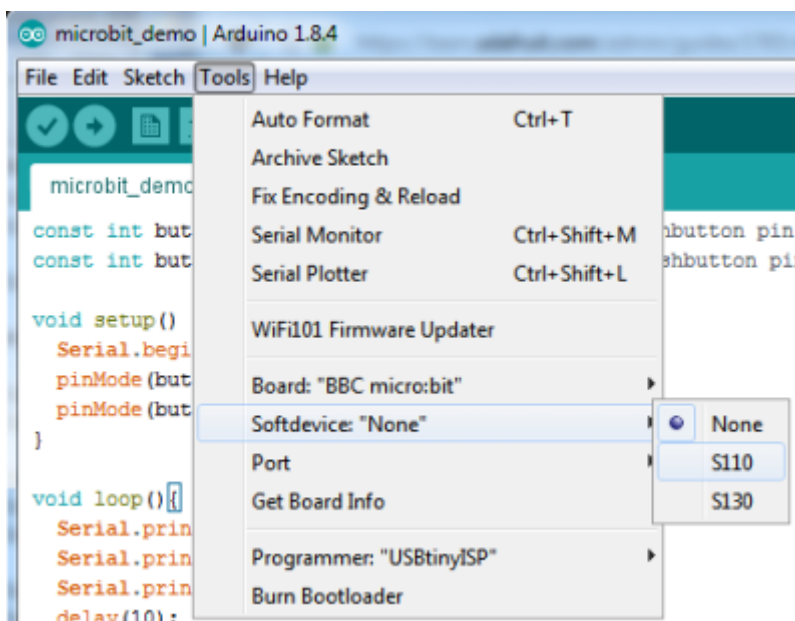 microbit_demo | Arduino 1.8.4
File Edit Sketch Tools Help
microbit_demo
Auto Format Ctrl+T
Archive Sketch
Fix Encoding & Reload
Serial Monitor Ctrl+Shift+M
Serial Plotter Ctrl+Shift+L
WiFi101 Firmware Updater
Board: "BBC micro:bit"
Softdevice: "None"
Port
Get Board Info
Programmer: "USBtinyISP"
Burn Bootloader
None
S110
S130
const int but hbutton pin
const int but shbutton pi
void setup()
Serial.begi
pinMode(but
pinMode(but
}
void loop(){
Serial.prin
Serial.prin
Serial.prin
delay(10);